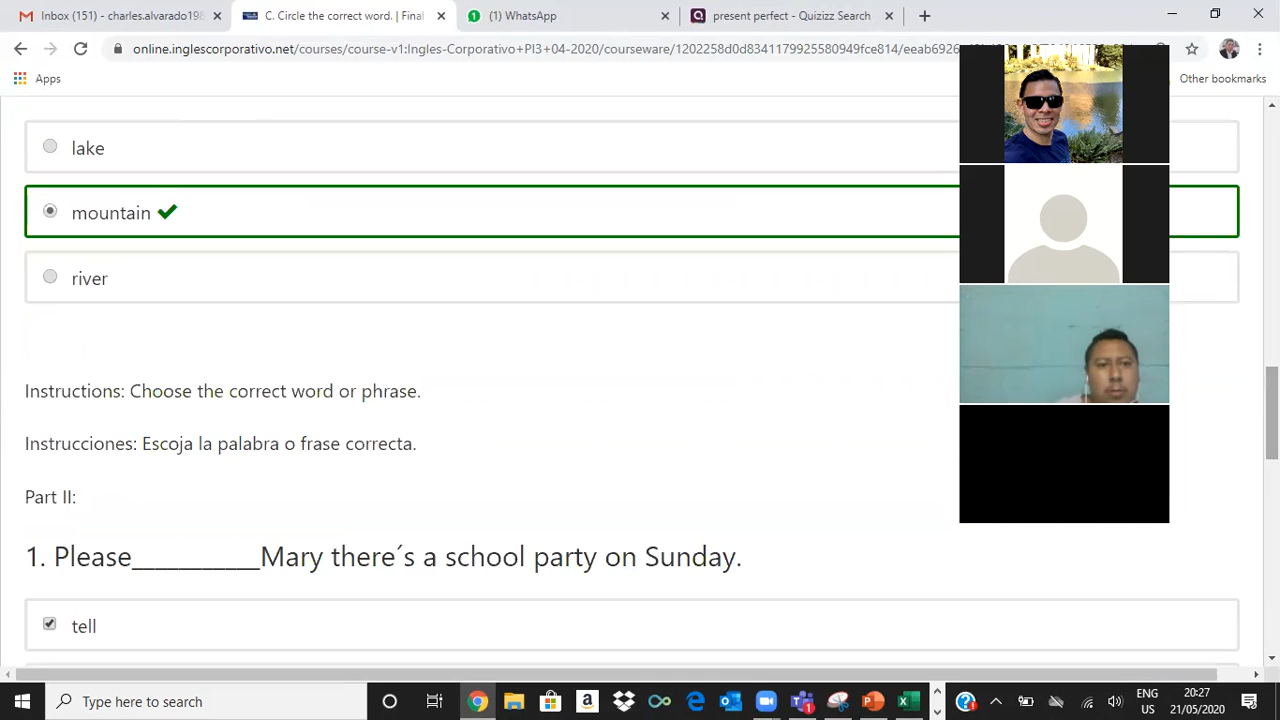 Inbox (151) - charles.alvarado198
C. Circle the correct word. | Final
(1) WhatsApp
present perfect - Quizizz Search
online.inglescorporativo.net/courses/course-v1:Ingles-Corporativo+PI3+04-2020/courseware/1202258d0d8341179925580949fce814/eeab6926
Apps
Other bookmarks
lake
mountain
river
Instructions: Choose the correct word or phrase.
Instrucciones: Escoja la palabra o frase correcta.
Part II:
1. Please___________Mary there´s a school party on Sunday.
tell
Type here to search
ENG
US
20:27
21/05/2020